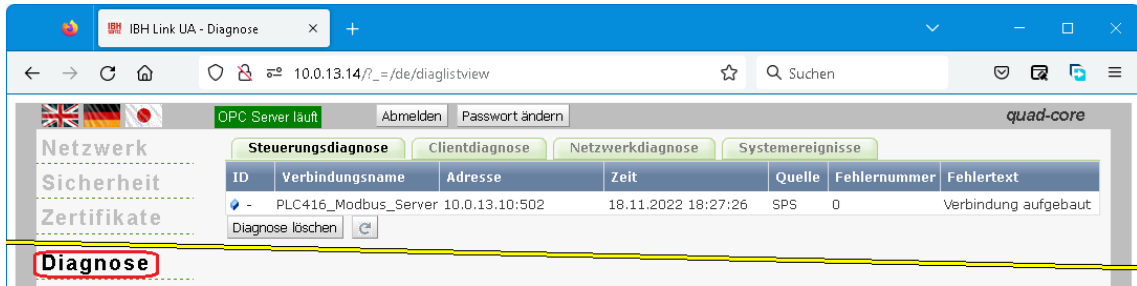 IBH IBH Link UA - Diagnose
10.0.13.14/?_=/de/diaglistview Suchen
OPC Server läuft Abmelden Passwort ändern quad-core
Netzwerk Steuerungsdiagnose Clientdiagnose Netzwerkdiagnose Systemereignisse
Sicherheit ID Verbindungsname Adresse Zeit Quelle Fehlernummer Fehlertext
- PLC416_Modbus_Server 10.0.13.10:502 18.11.2022 18:27:26 SPS 0 Verbindung aufgebaut
Zertifikate Diagnose löschen
Diagnose